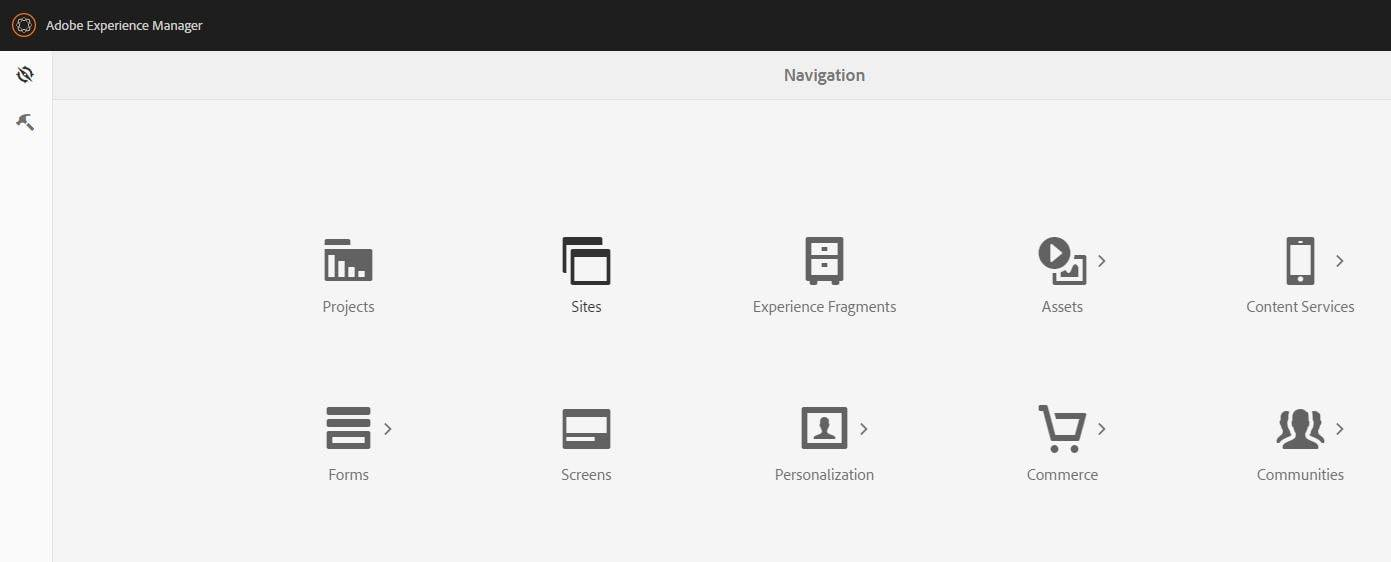 Adobe Experience Manager
Navigation
Projects
Sites
Experience Fragments
Assets
Content Services
Forms
Screens
Personalization
Commerce
Communities